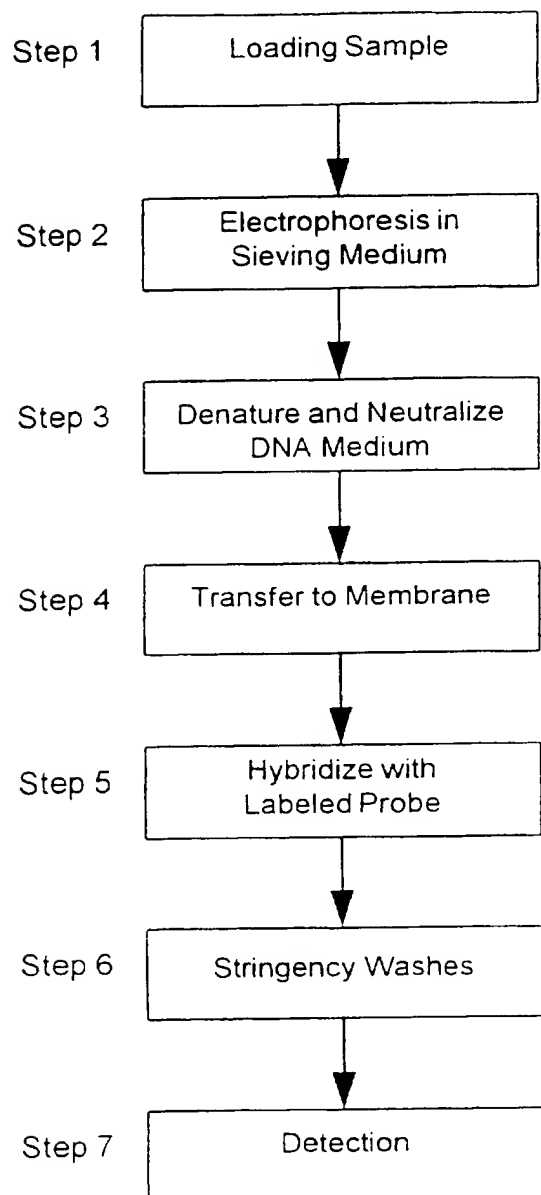 Step 1
Loading Sample
Step 2
Electrophoresis in
Sieving Medium
Step 3
Denature and Neutralize
DNA Medium
Step 4
Transfer to Membrane
Step 5
Hybridize with
Labeled Probe
Step 6
Stringency Washes
Step 7
Detection